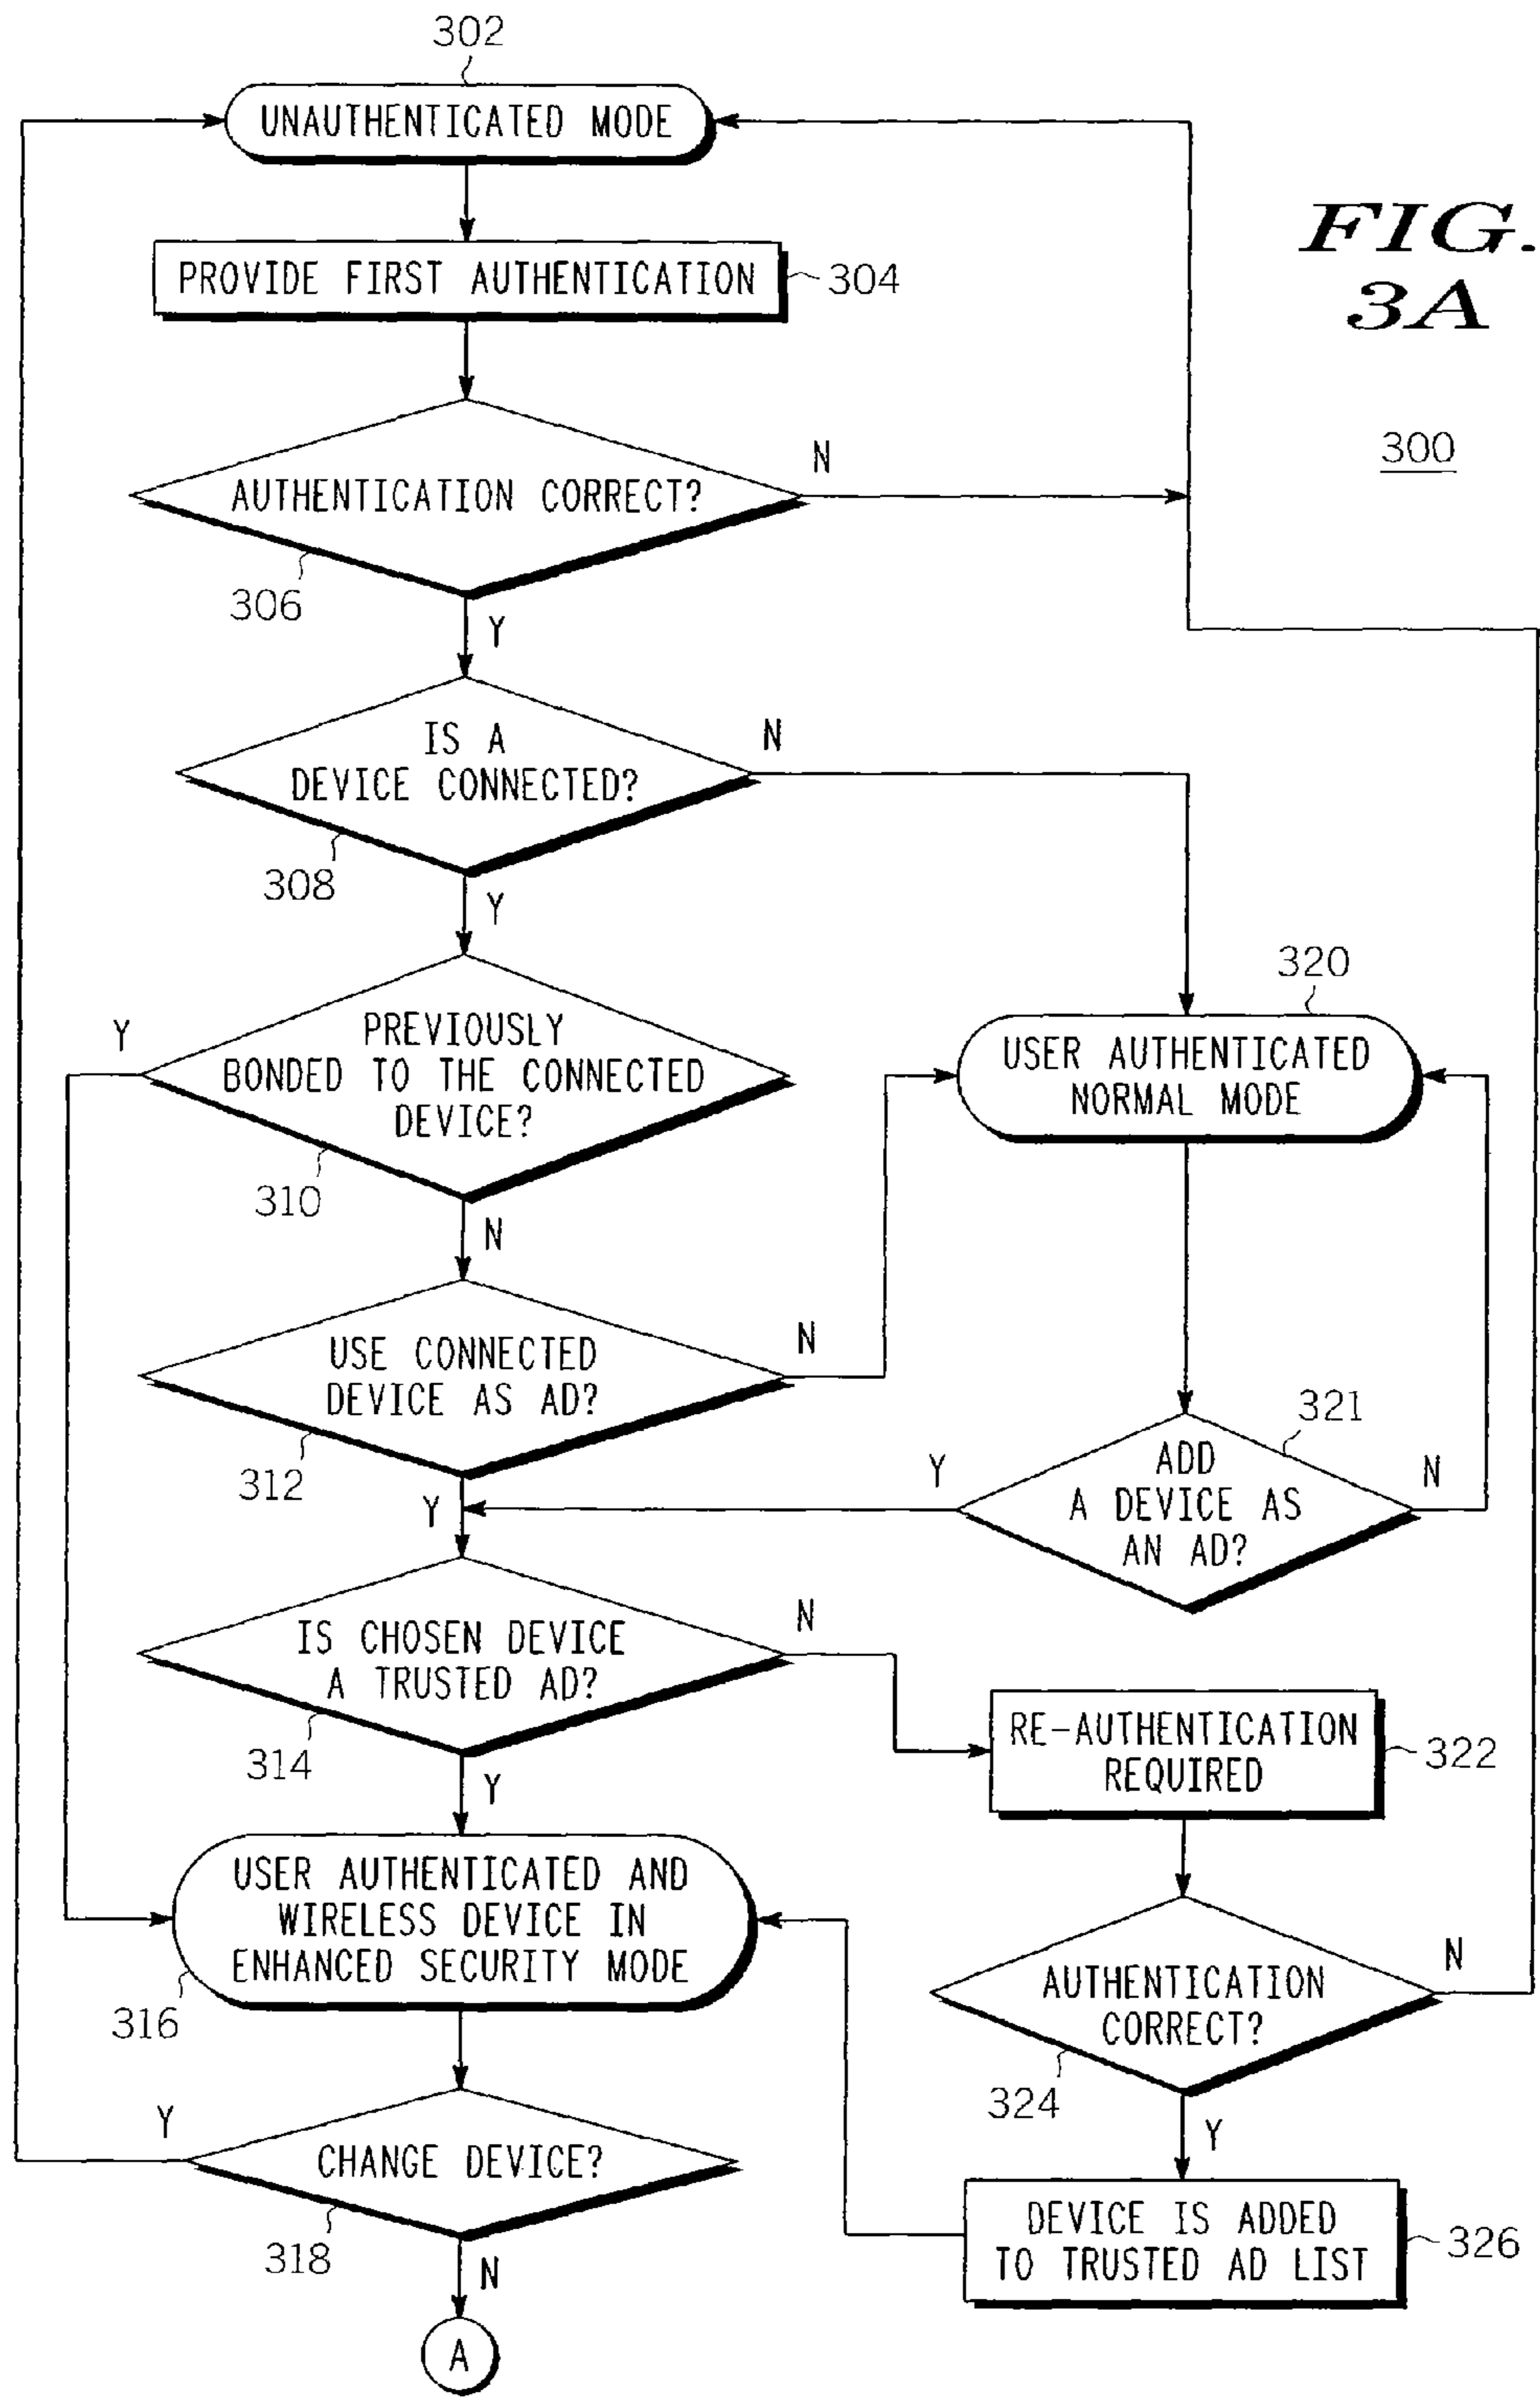 302
UNAUTHENTICATED MODE
FIG.
3A
300
PROVIDE FIRST AUTHENTICATION
304
AUTHENTICATION CORRECT?
N
306
Y
IS A
DEVICE CONNECTED?
N
308
Y
PREVIOUSLY
BONDED TO THE CONNECTED
DEVICE?
Y
310
N
320
USER AUTHENTICATED
NORMAL MODE
USE CONNECTED
DEVICE AS AD?
N
312
Y
321
ADD
A DEVICE AS
AN AD?
Y
N
IS CHOSEN DEVICE
A TRUSTED AD?
N
314
Y
RE-AUTHENTICATION
REQUIRED
322
USER AUTHENTICATED AND
WIRELESS DEVICE IN
ENHANCED SECURITY MODE
316
AUTHENTICATION
CORRECT?
N
324
Y
CHANGE DEVICE?
Y
318
N
DEVICE IS ADDED
TO TRUSTED AD LIST
326
A